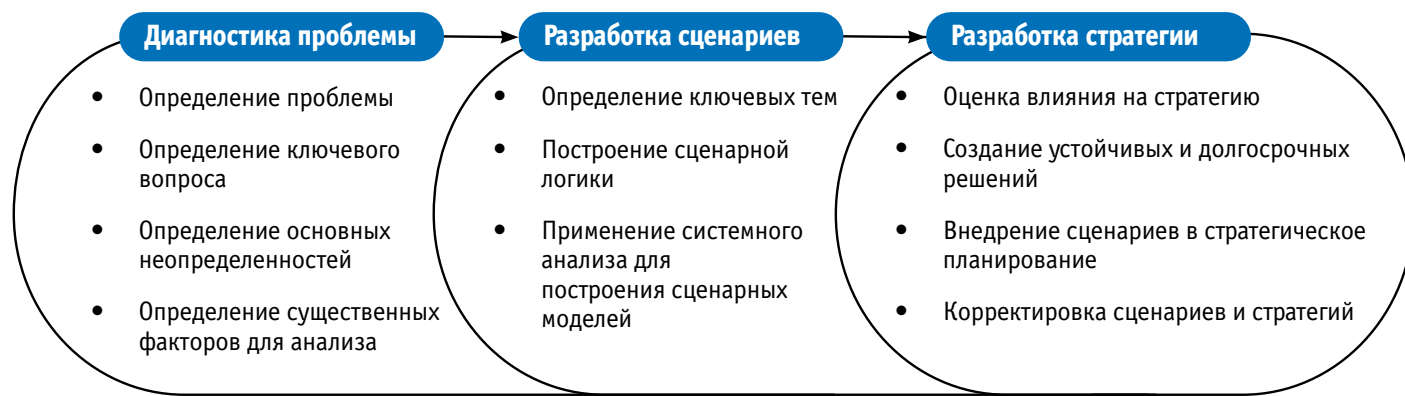 Диагностика проблемы
• Определение проблемы
• Определение ключевого
вопроса
• Определение основных
неопределенностей
• Определение существенных
факторов для анализа
Разработка сценариев
• Определение ключевых тем
• Построение сценарной
логики
• Применение системного
анализа для
построения сценарных
моделей
Разработка стратегии
• Оценка влияния на стратегию
• Создание устойчивых и долгосрочных
решений
• Внедрение сценариев в стратегическое
планирование
• Корректировка сценариев и стратегий